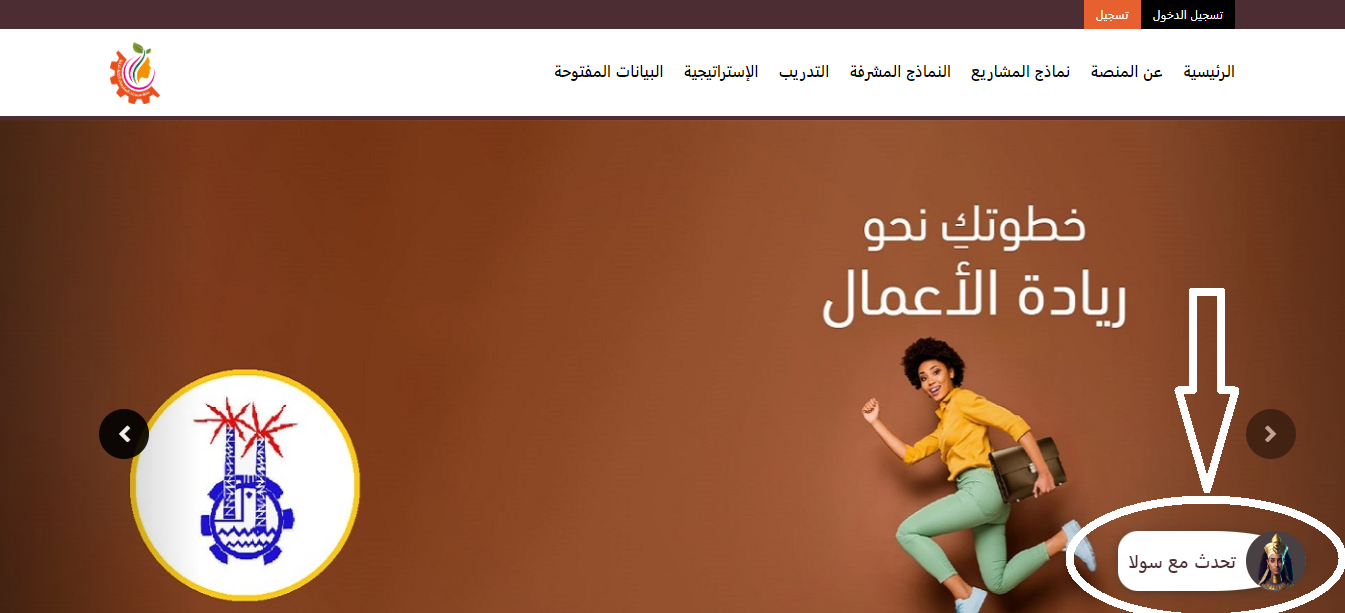 تسجيل الدخول
تسجيل
الرئيسية
عن المنصة
نماذج المشاريع
النماذج المشرفة
التدريب
الإستراتيجية
البيانات المفتوحة
خطوتكِ نحو
ريادة الأعمال
تحدث مع سولا